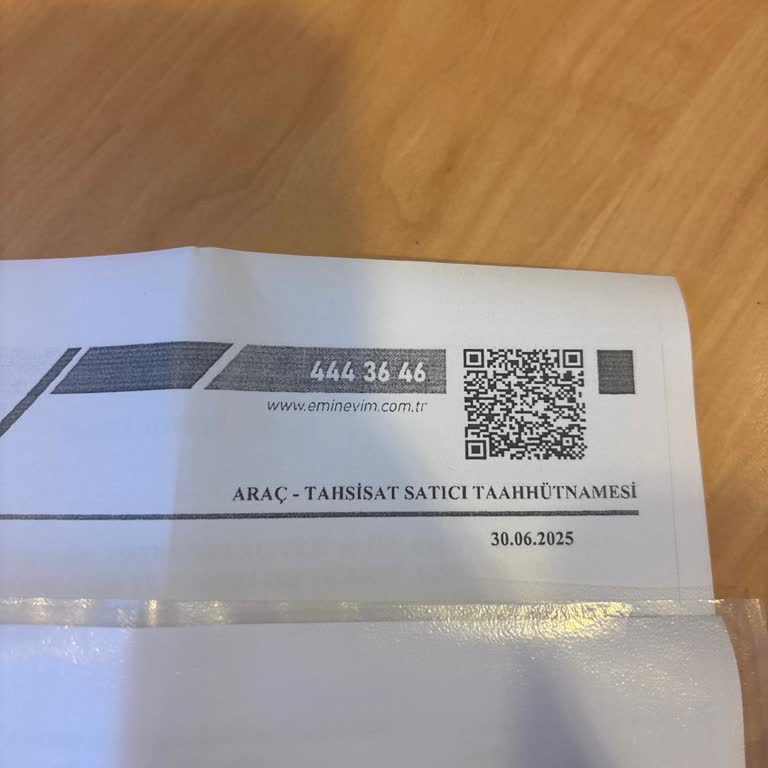 444 36 46
www.eminevim.com.tr
ARAÇ - TAHSİSAT SATICI TAAHHÜTNAMESİ
30.06.2025